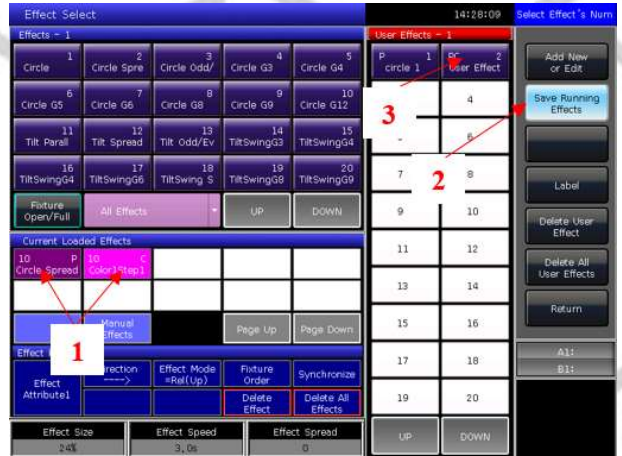 Effect Select
14:28:09
Select Effect's Num
Effects - 1
1
Circle
2
Circle Spre
3
Circle Odd/
4
Circle G3
5
Circle G4
6
Circle G5
7
Circle G6
8
Circle G8
9
Circle G9
10
Circle G12
11
Tilt Parall
12
Tilt Spread
13
Tilt Odd/Ev
14
TiltSwingG3
15
TiltSwingG4
16
TiltSwingG4
17
TiltSwingG6
18
TiltSwing S
19
TiltSwingG8
20
TiltSwingG9
Fixture
Open/Full
All Effects
UP
DOWN
Current Loaded Effects
10 P
Circle Spread
10 C
Color1Step1
1
Manual
Effects
Page Up
Page Down
Effect
Effect
Attribute1
rection
---->
Effect Mode
=Rel(Up)
Fixture
Order
Synchronize
Delete
Effect
Delete All
Effects
Effect Size
24%
Effect Speed
3.0s
Effect Spread
0
User Effects - 1
P 1
circle 1
PC 2
User Effect
3
4
6
7
2
8
9
10
11
12
13
14
15
16
17
18
19
20
UP
DOWN
Add New
or Edit
Save Running
Effects
Label
Delete User
Effect
Delete All
User Effects
Return
A1:
B1: